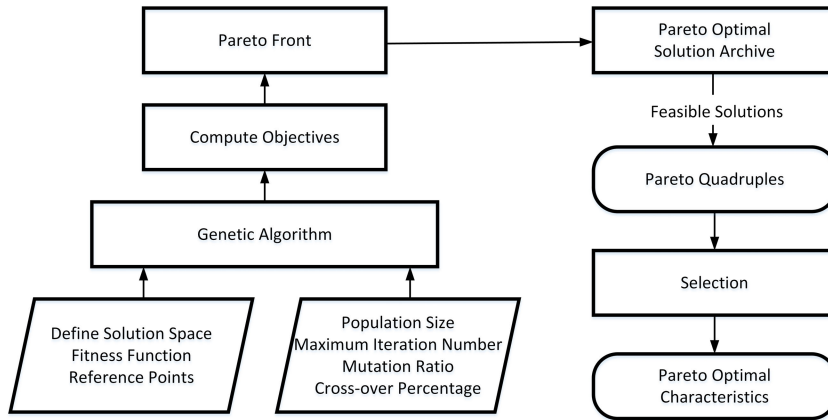 Pareto Front
Pareto Optimal
Solution Archive
Compute Objectives
Feasible Solutions
Pareto Quadruples
Genetic Algorithm
Selection
Define Solution Space
Fitness Function
Reference Points
Population Size
Maximum Iteration Number
Mutation Ratio
Cross-over Percentage
Pareto Optimal
Characteristics